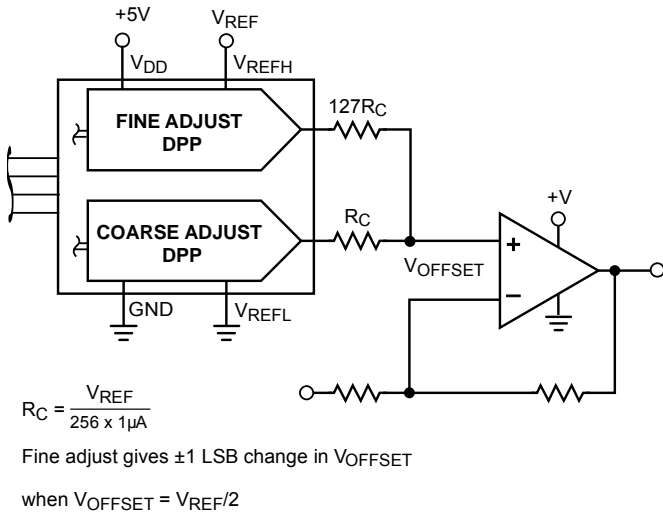 +5V
VREF
VDD
VREFH
FINE ADJUST
DPP
127RC
COARSE ADJUST
DPP
RC
+V
+
VOFFSET
−
GND
VREFL
RC = VREF / 256 x 1µA
Fine adjust gives ±1 LSB change in VOFFSET
when VOFFSET = VREF/2